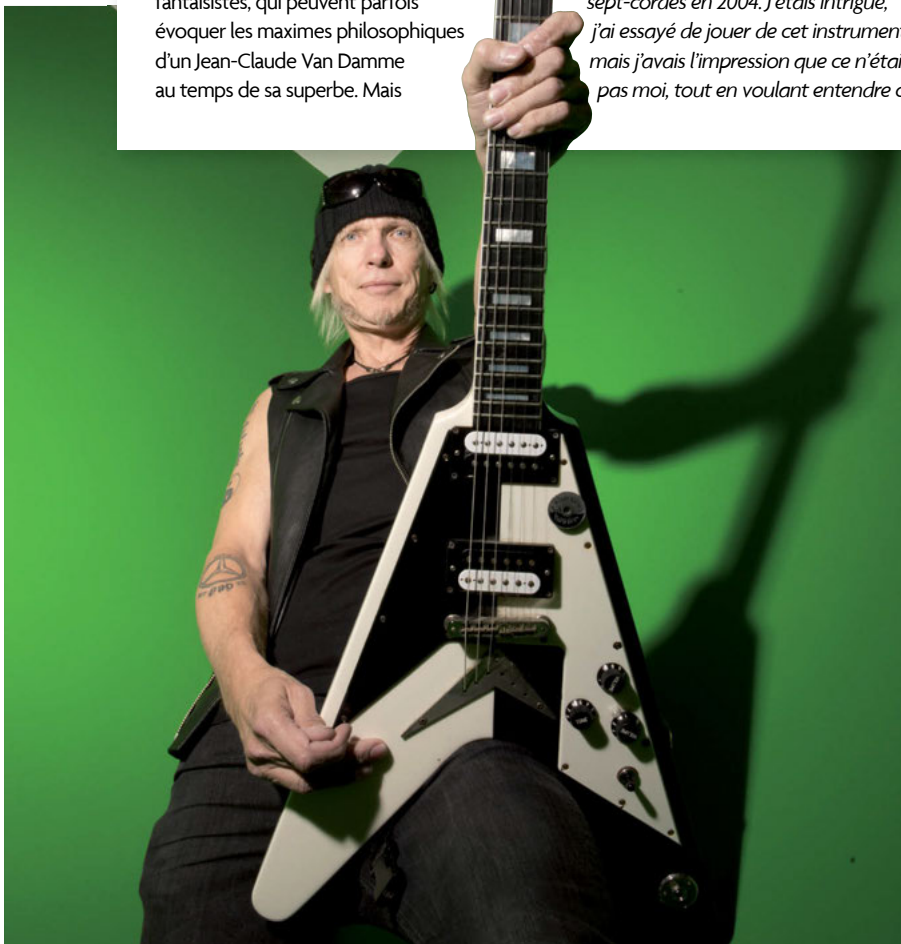 fantaisistes, qui peuvent parfois
évoquer les maximes philosophiques
d'un Jean-Claude Van Damme
au temps de sa superbe. Mais
sept-cordes en 2004. J'étais intrigué,
j'ai essayé de jouer de cet instrument
mais j'avais l'impression que ce n'étai
pas moi, tout en voulant entendre c